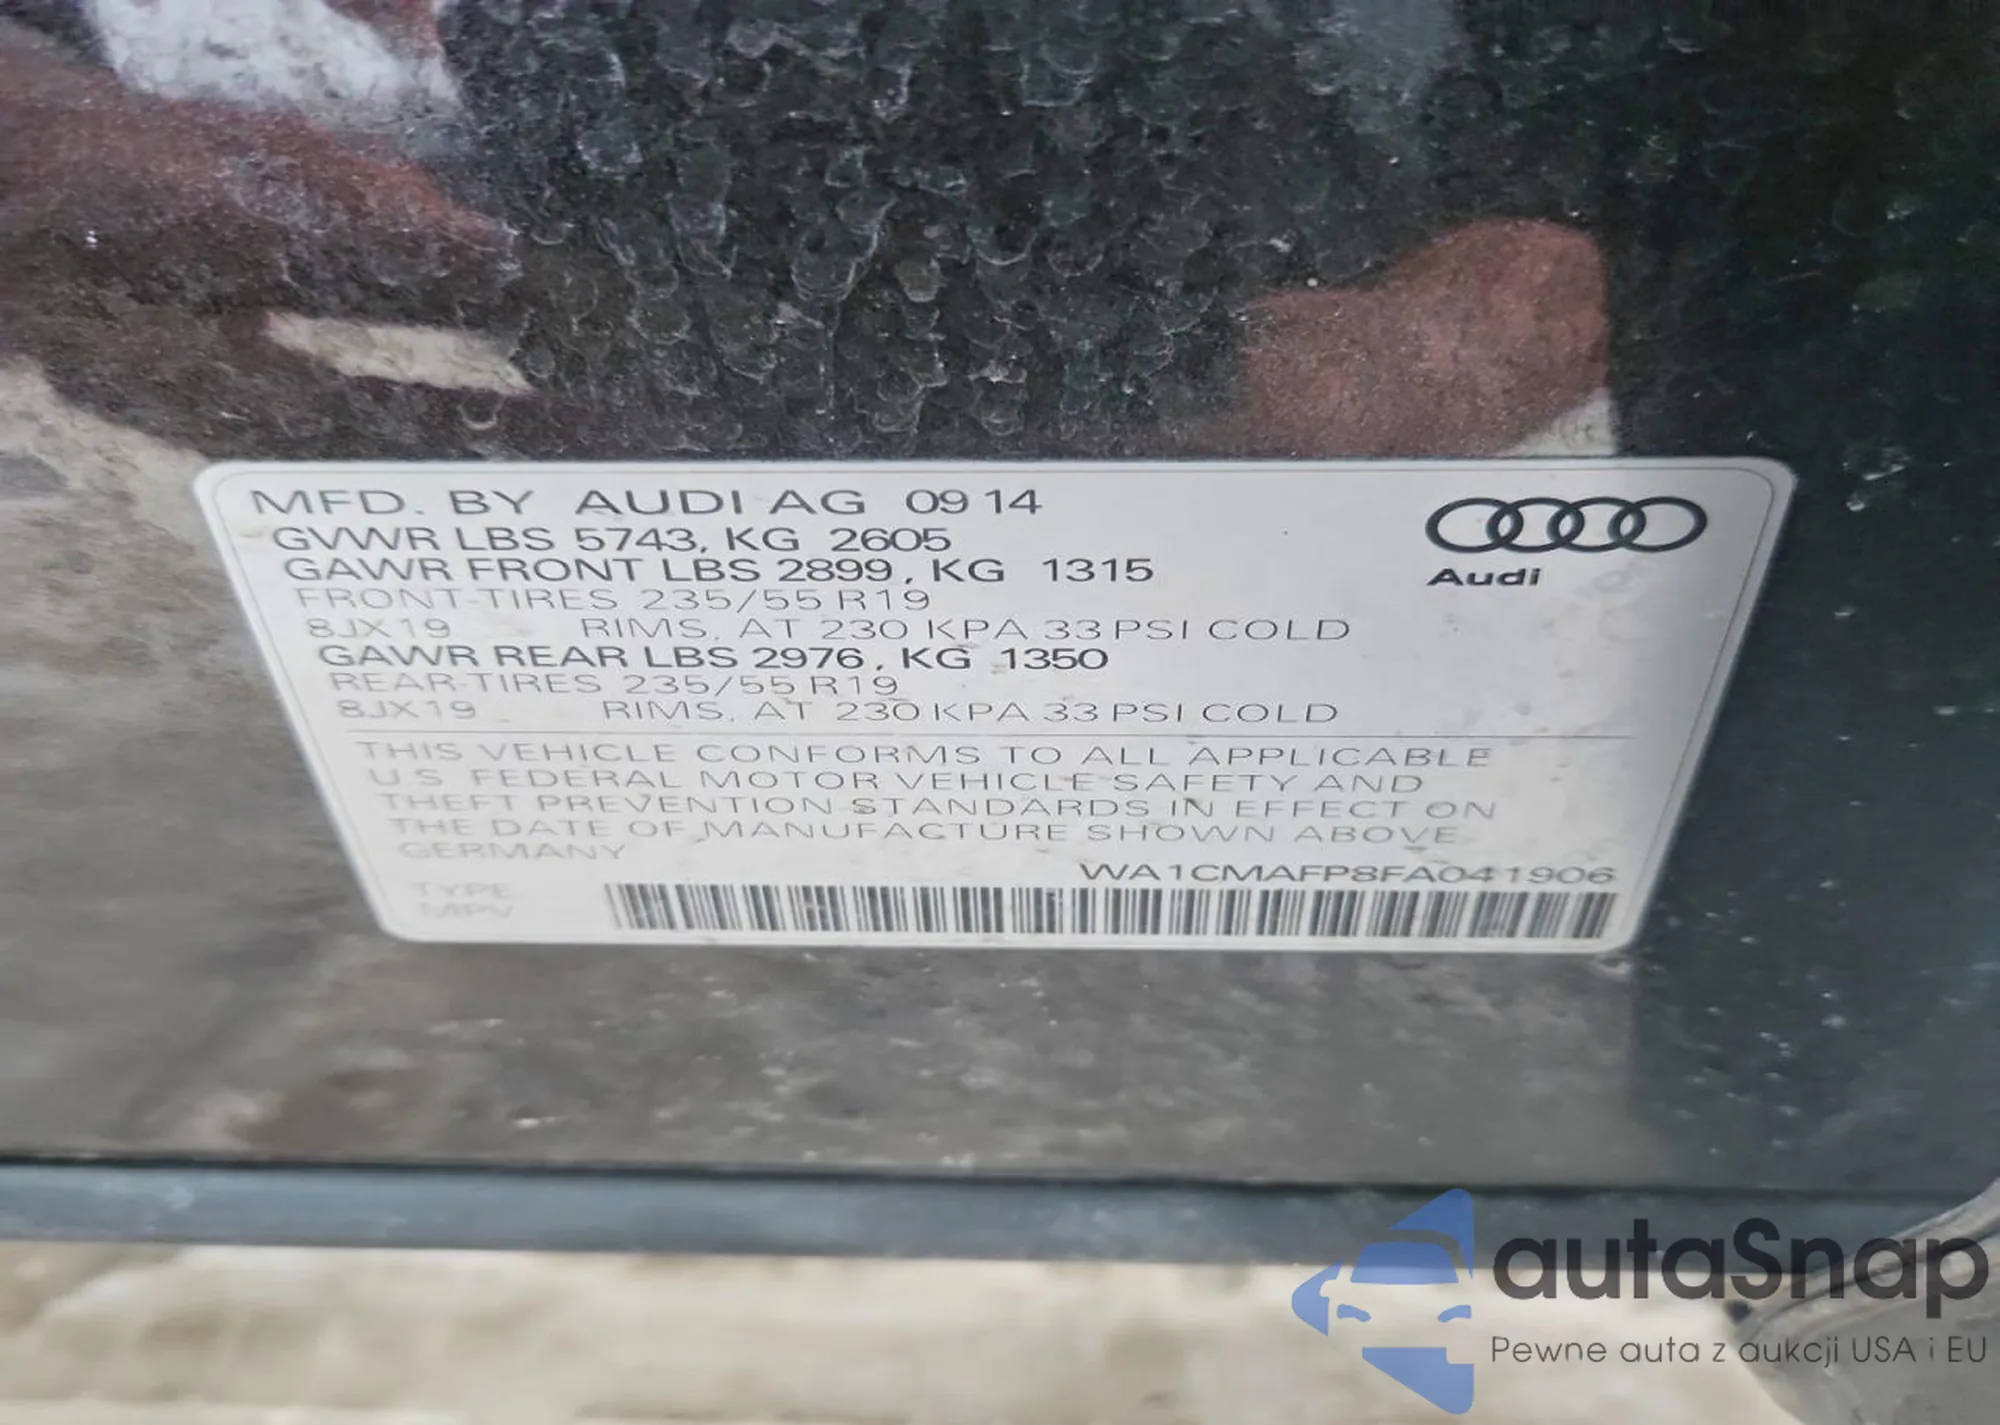 MFD. BY AUDI AG 09 14
GVWR LBS 5743, KG 2605
GAWR FRONT LBS 2899, KG 1315
FRONT-TIRES 235/55 R19
8JX19 RIMS, AT 230 KPA 33 PSI COLD
GAWR REAR LBS 2976, KG 1350
REAR-TIRES 235/55 R19
8JX19 RIMS, AT 230 KPA 33 PSI COLD
Audi
THIS VEHICLE CONFORMS TO ALL APPLICABLE
U.S. FEDERAL MOTOR VEHICLE SAFETY AND
THEFT PREVENTION STANDARDS IN EFFECT ON
THE DATE OF MANUFACTURE SHOWN ABOVE
GERMANY
WA1CMAFP8FA041906
TYPE
MPV
autaSnap
Pewne auta z aukcji USA i EU